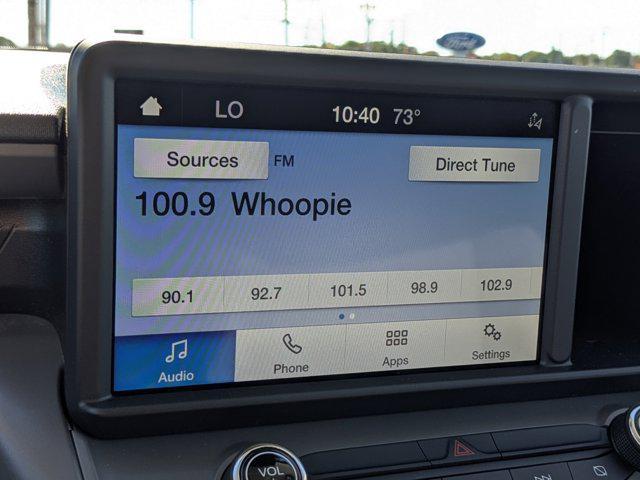 Ford
LO 10:40 73°
Sources FM Direct Tune
100.9 Whoopie
90.1 92.7 101.5 98.9 102.9
Audio Phone Apps Settings
VOL